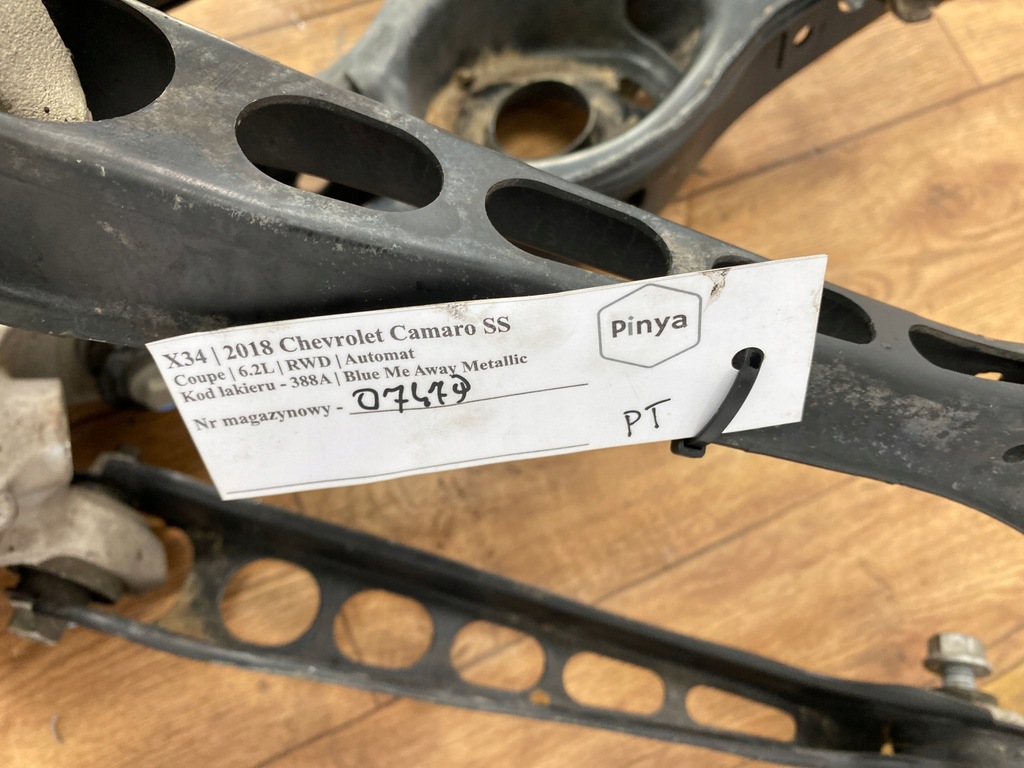 X34 | 2018 Chevrolet Camaro SS
Coupe | 6.2L | RWD | Automat
Kod lakieru - 388A | Blue Me Away Metallic
Nr magazynowy - 07479
Pinya
PT